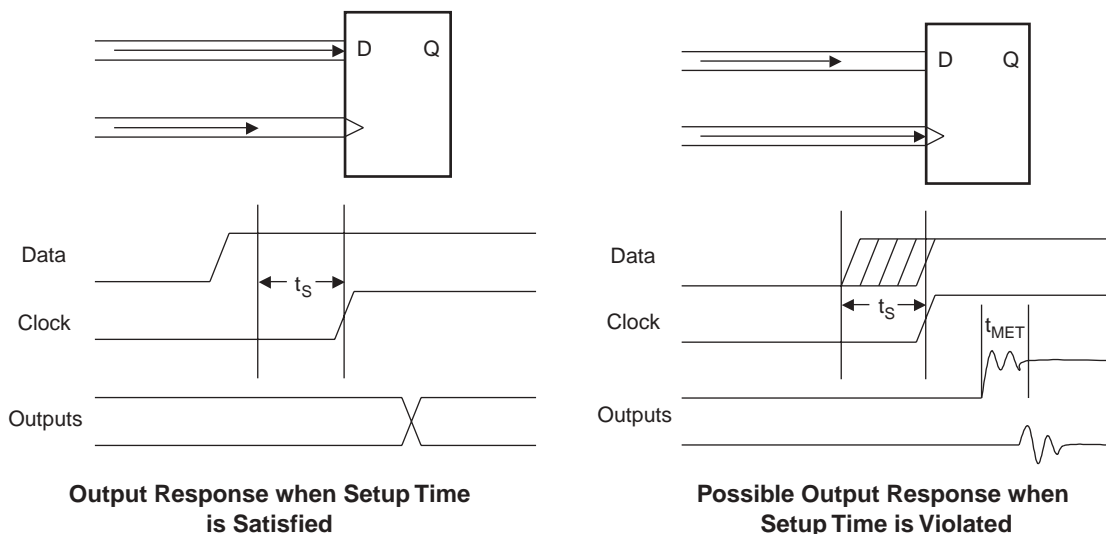 D Q
Data
tS
Clock
Outputs
Output Response when Setup Time
is Satisfied
D Q
Data
tS
Clock
tMET
Outputs
Possible Output Response when
Setup Time is Violated